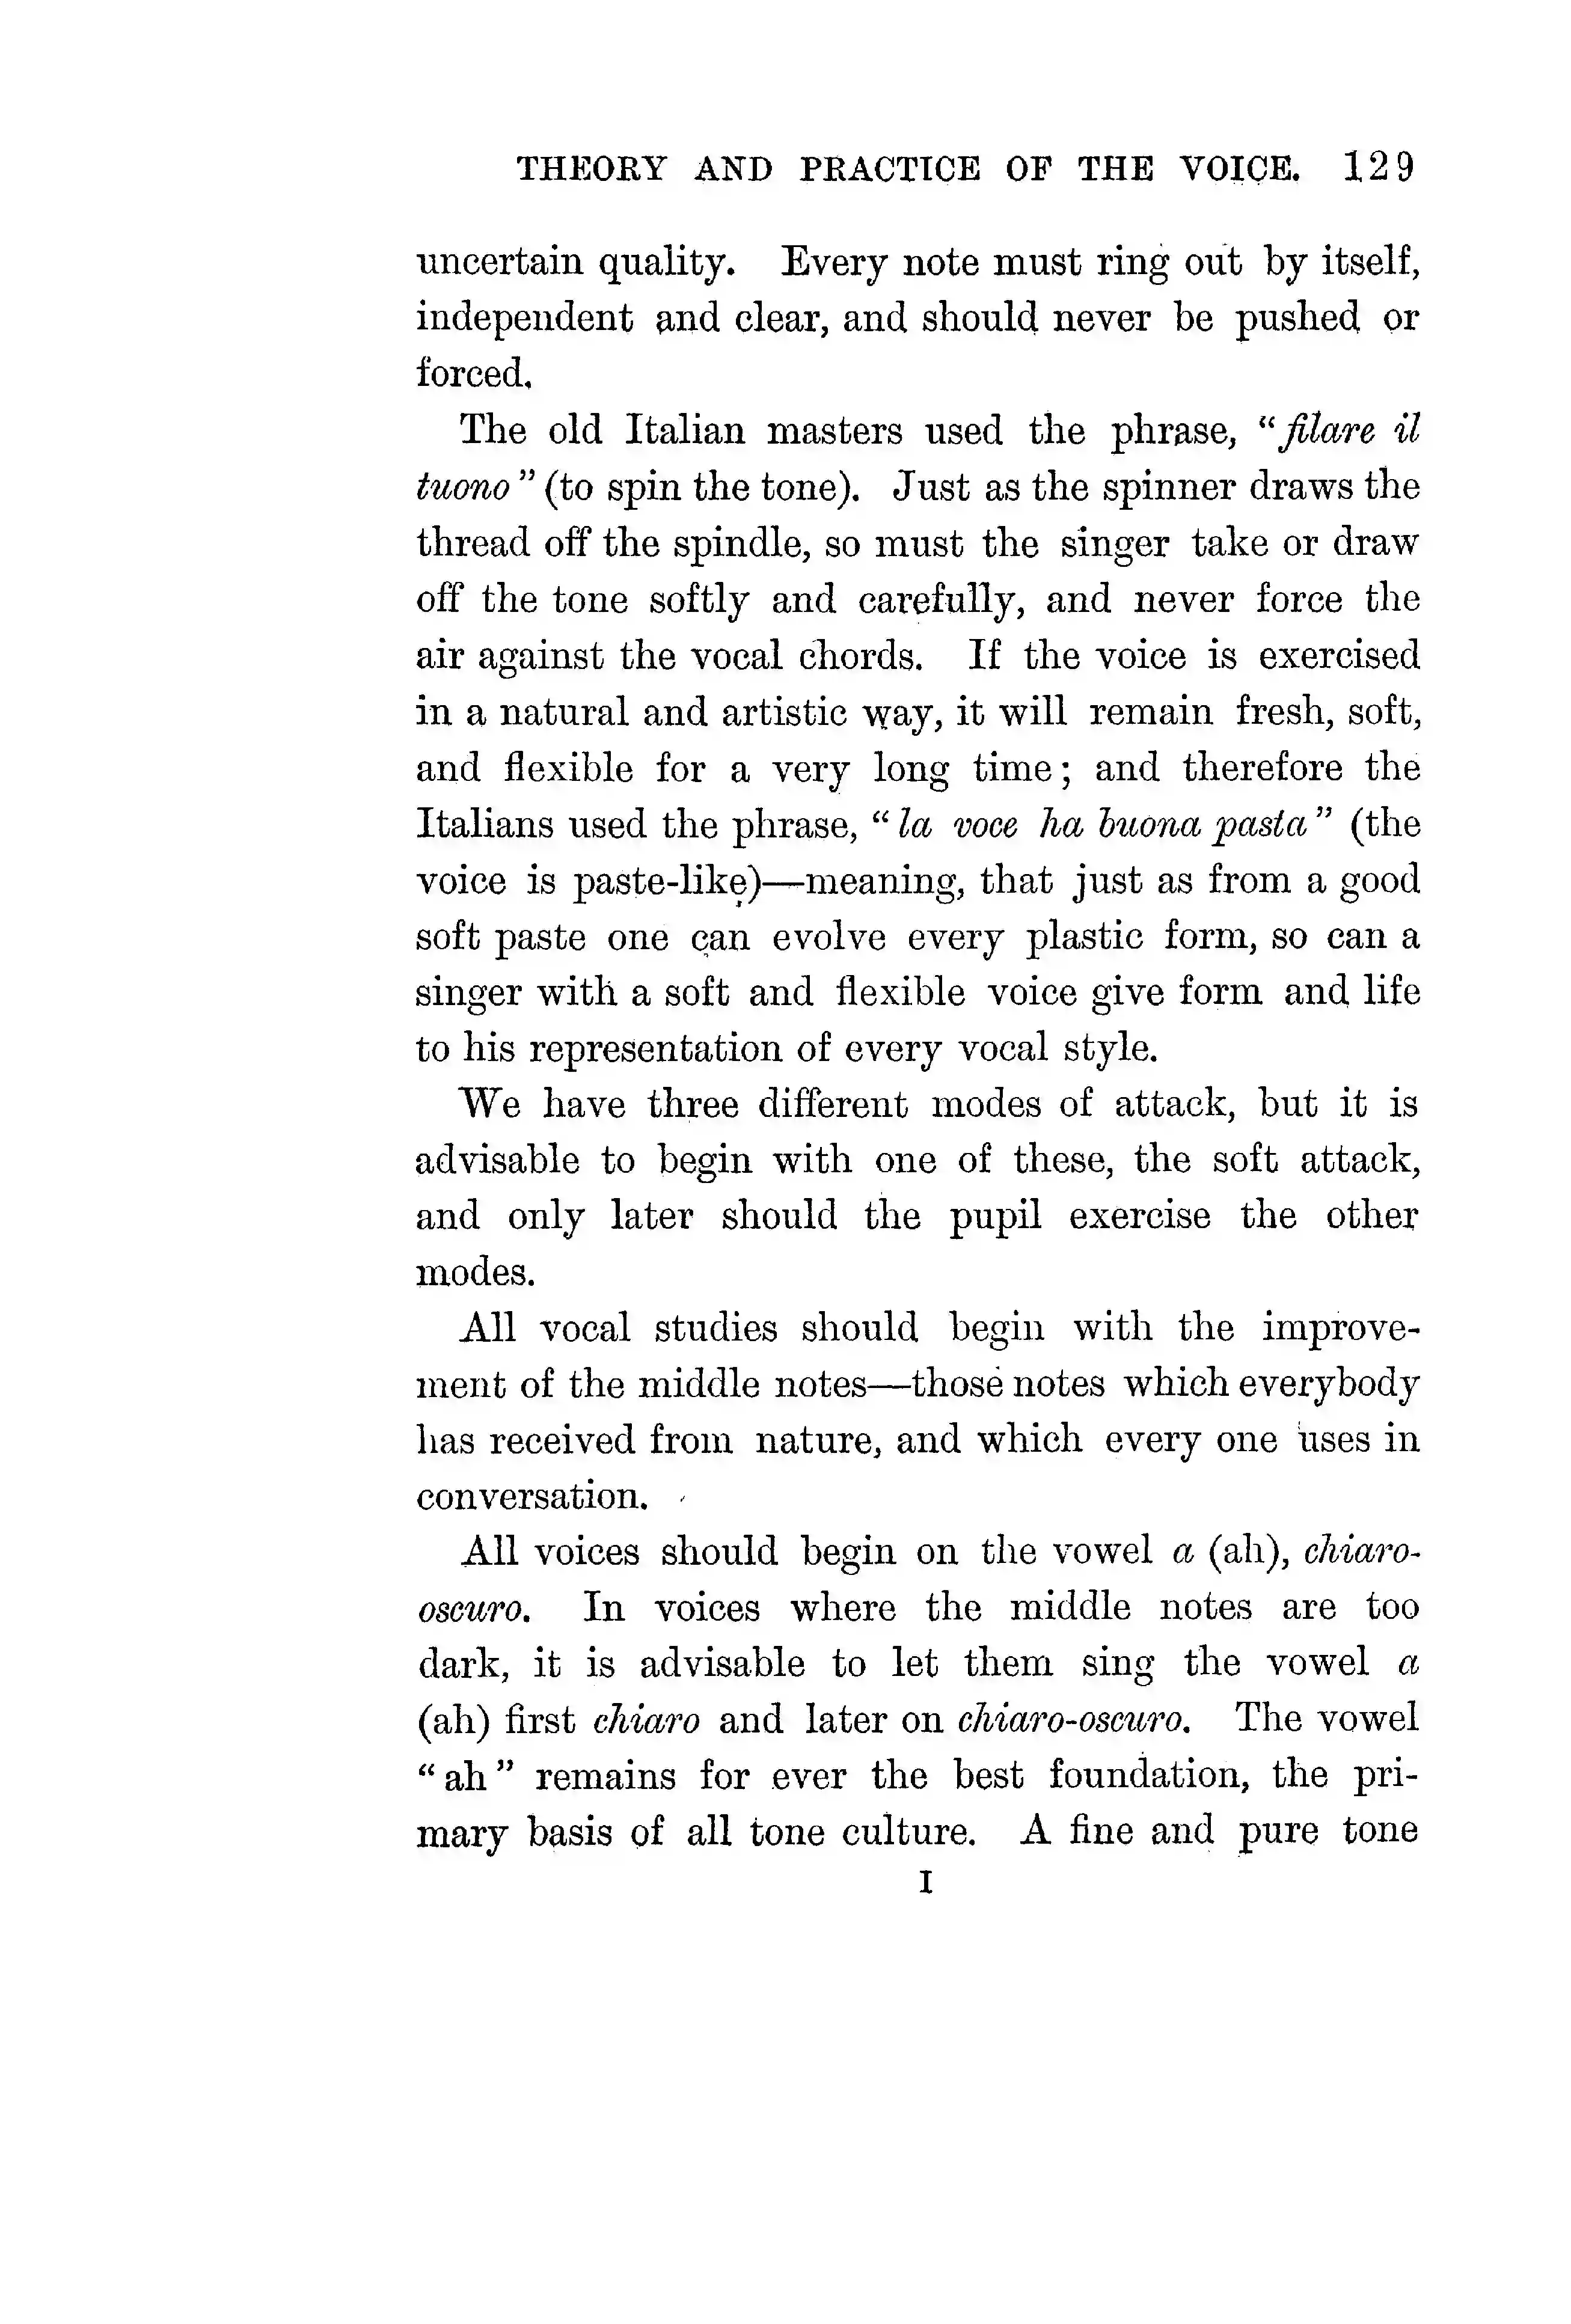 THEORY AND PRACTICE OF THE VOICE. 129
uncertain quality. Every note must ring out by itself,
independent and clear, and should never be pushed or
forced.
The old Italian masters used the phrase, “filare il
tuono” (to spin the tone). Just as the spinner draws the
thread off the spindle, so must the singer take or draw
off the tone softly and carefully, and never force the
air against the vocal chords. If the voice is exercised
in a natural and artistic way, it will remain fresh, soft,
and flexible for a very long time; and therefore the
Italians used the phrase, “la voce ha buona pasta” (the
voice is paste-like)—meaning, that just as from a good
soft paste one can evolve every plastic form, so can a
singer with a soft and flexible voice give form and life
to his representation of every vocal style.
We have three different modes of attack, but it is
advisable to begin with one of these, the soft attack,
and only later should the pupil exercise the other
modes.
All vocal studies should begin with the improve-
ment of the middle notes—those notes which everybody
has received from nature, and which every one uses in
conversation.
All voices should begin on the vowel a (ah), chiaro-
oscuro. In voices where the middle notes are too
dark, it is advisable to let them sing the vowel a
(ah) first chiaro and later on chiaro-oscuro. The vowel
“ah” remains for ever the best foundation, the pri-
mary basis of all tone culture. A fine and pure tone
I